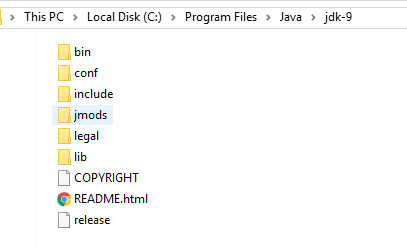 This PC > Local Disk (C:) > Program Files > Java > jdk-9
bin
conf
include
jmods
legal
lib
COPYRIGHT
README.html
release